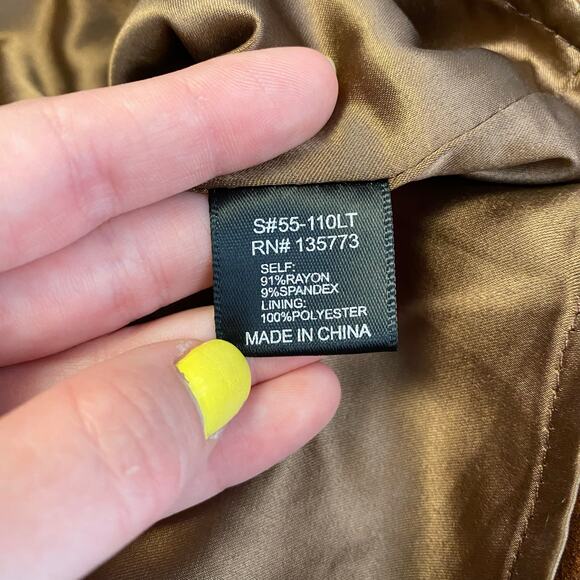 S#55-110LT
RN# 135773
SELF:
91%RAYON
9%SPANDEX
LINING:
100%POLYESTER
MADE IN CHINA